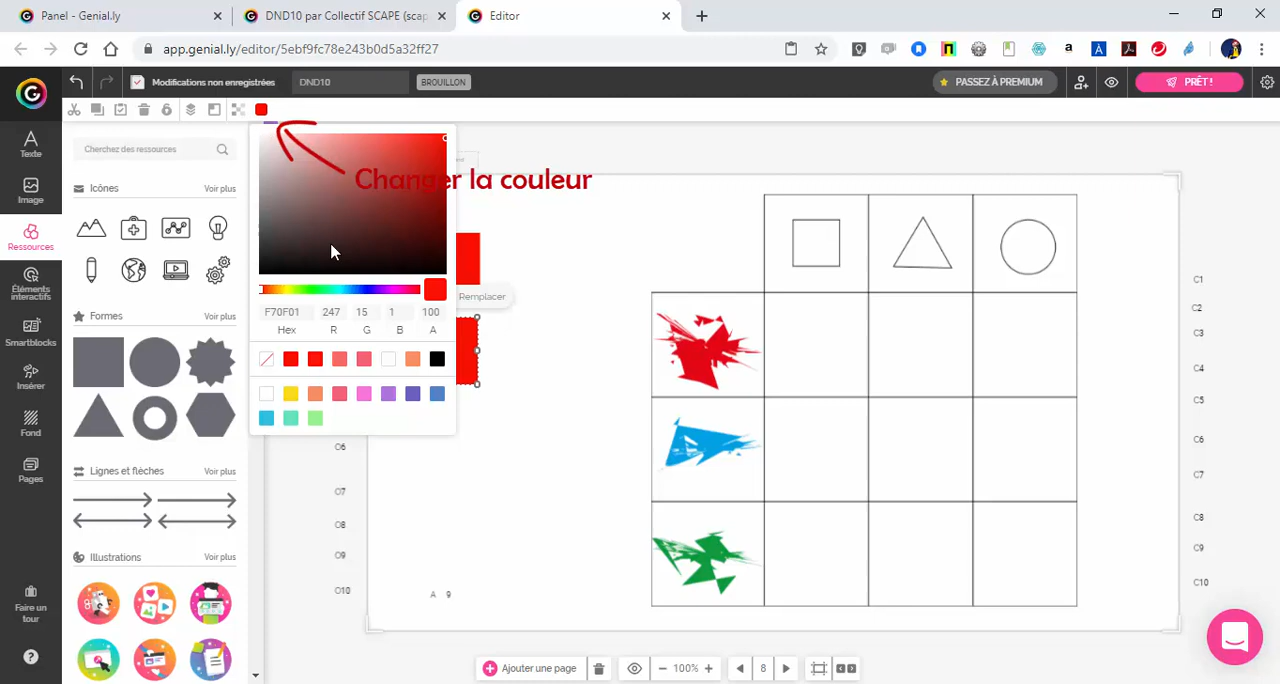 Panel - Genial.ly
DND10 par Collectif SCAPE (scap
Editor
app.genial.ly/editor/5ebf9fc78e243b0d5a32ff27
Modifications non enregistrées
DND10
BROUILLON
PASSEZ À PREMIUM
PRÊT !
Texte
Image
Ressources
Éléments
interactifs
Smartblocks
Insérer
Fond
Pages
Faire un
tour
Cherchez des ressources
Icônes
Voir plus
Formes
Voir plus
Lignes et flèches
Voir plus
Illustrations
Voir plus
Changer la couleur
Remplacer
F70F01
247
15
1
100
Hex
R
G
B
A
C1
C2
C3
C4
C5
C6
C7
C8
C9
C10
O6
O7
O8
O9
O10
A 9
Ajouter une page
100%
8